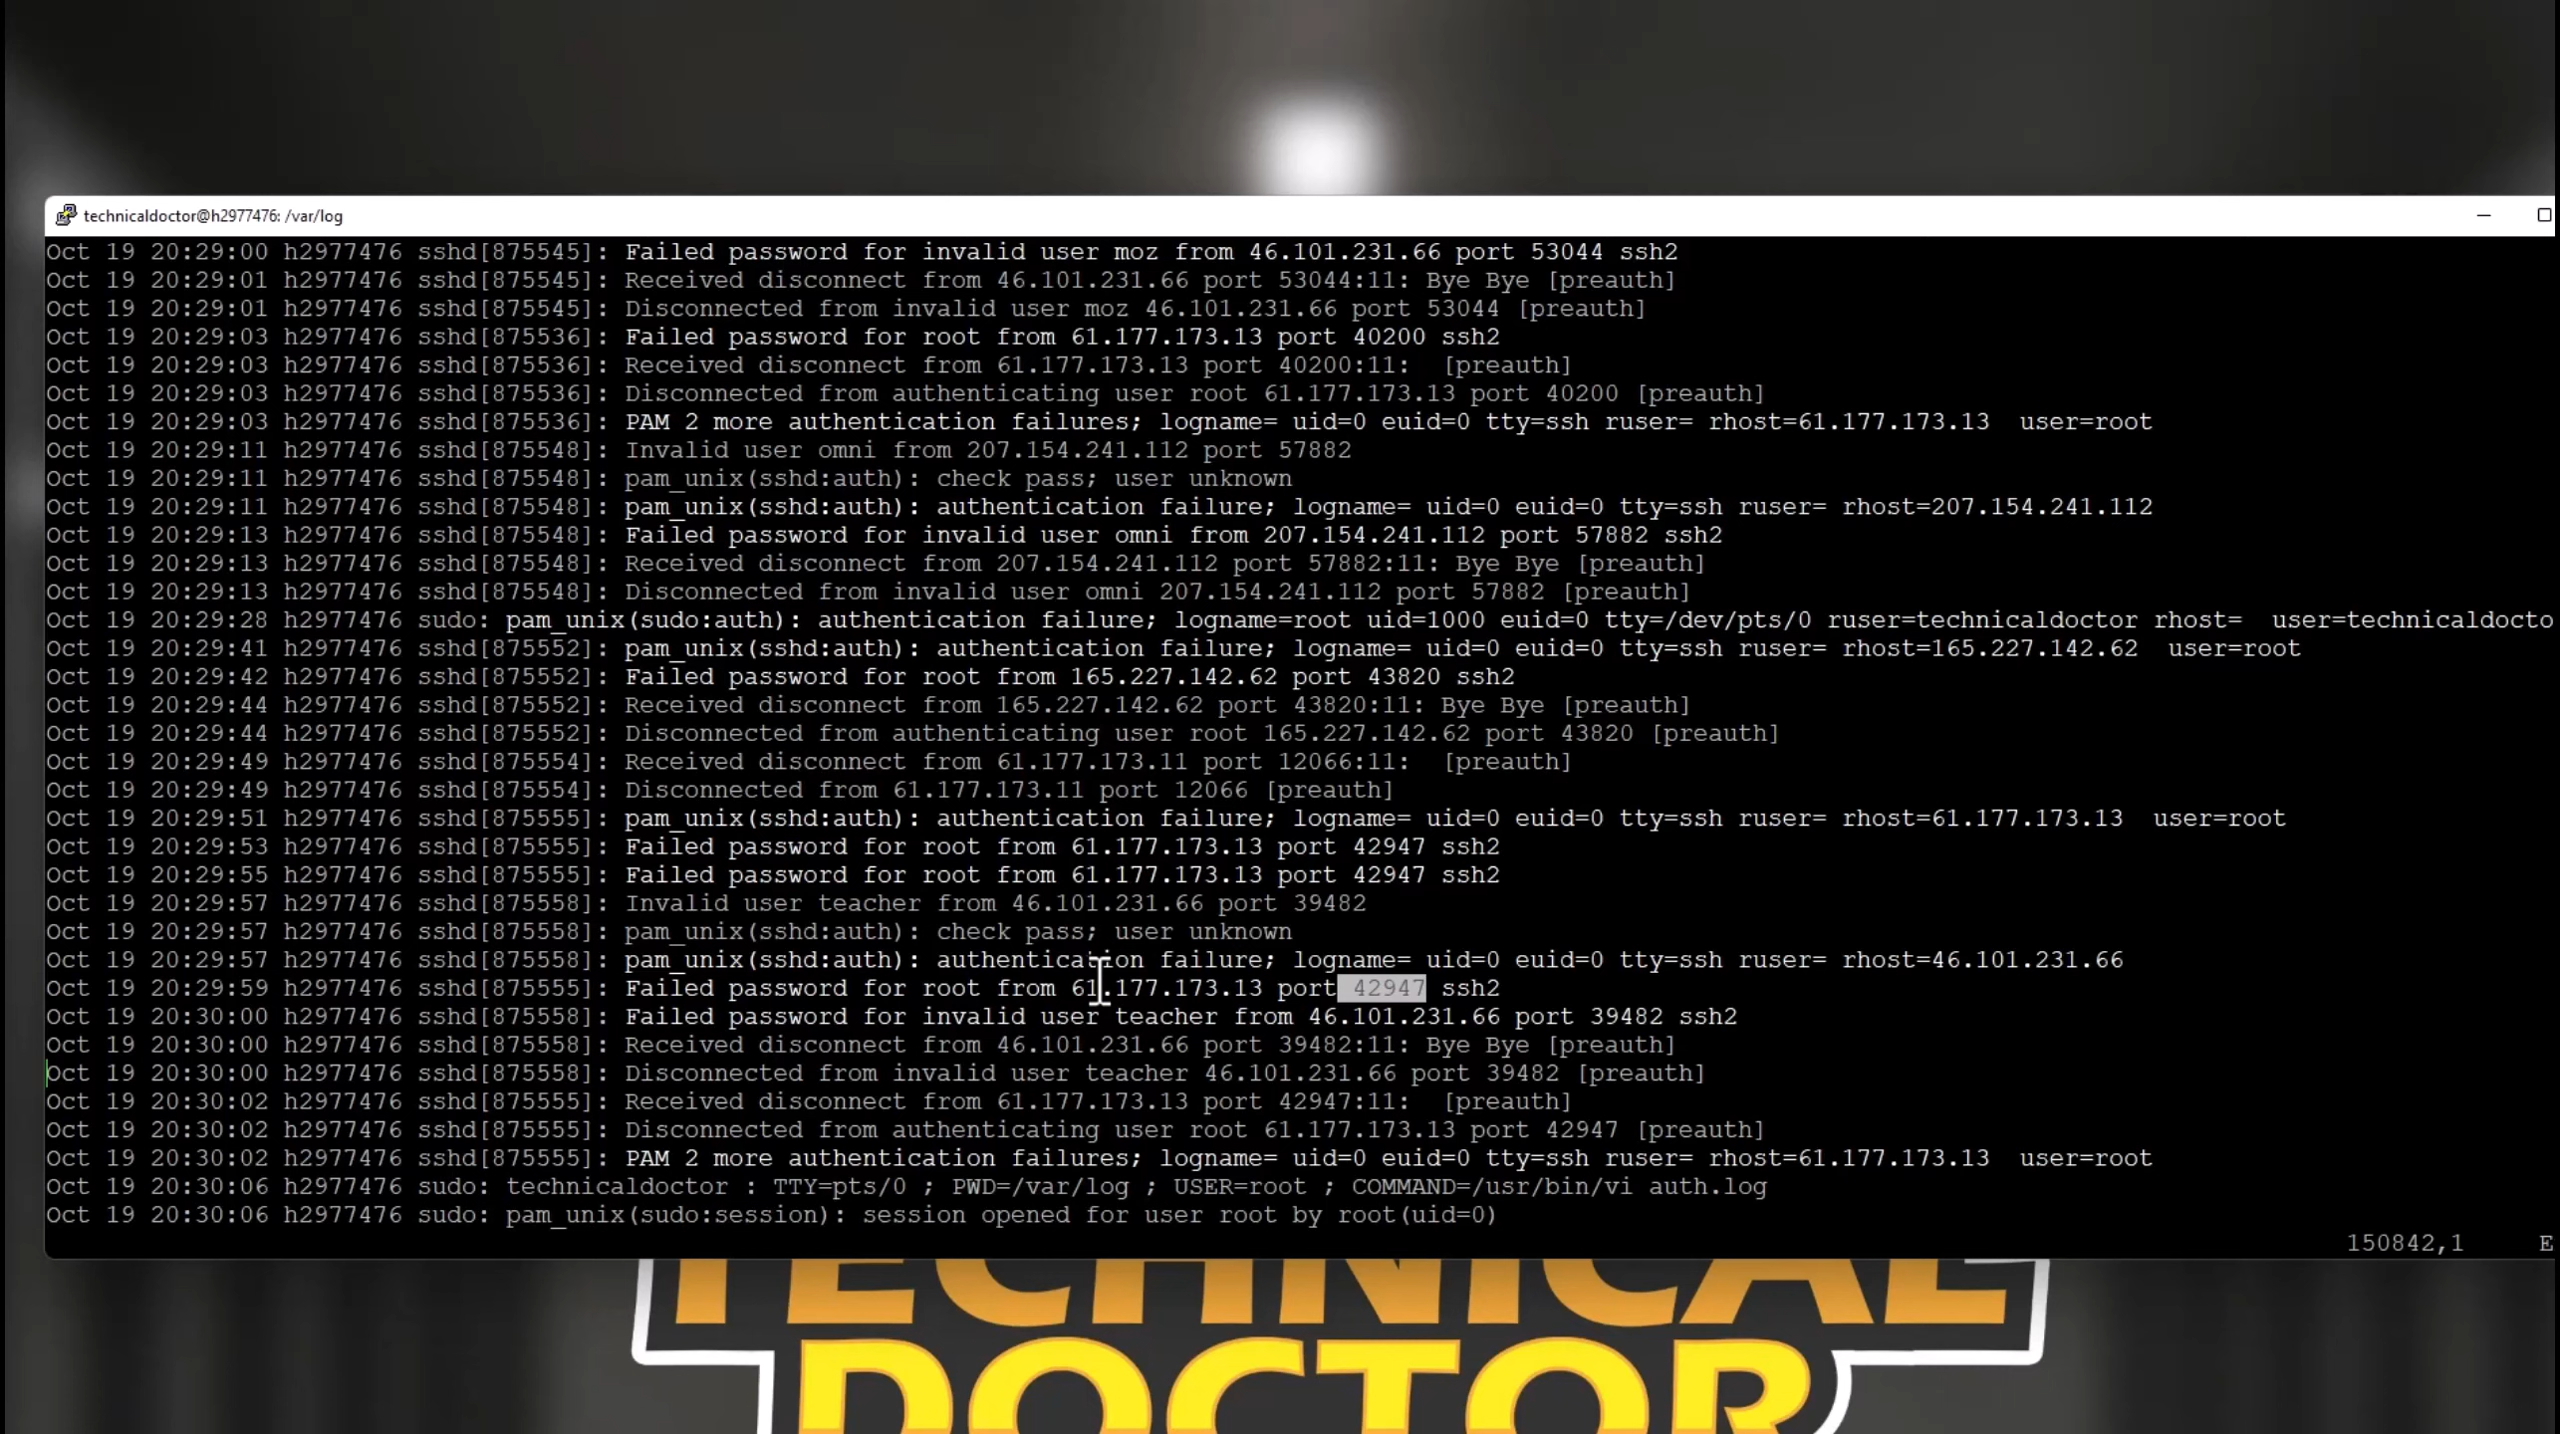 technicaldoctor@h2977476: /var/log
Oct 19 20:29:00 h2977476 sshd[875545]: Failed password for invalid user moz from 46.101.231.66 port 53044 ssh2
Oct 19 20:29:01 h2977476 sshd[875545]: Received disconnect from 46.101.231.66 port 53044:11: Bye Bye [preauth]
Oct 19 20:29:01 h2977476 sshd[875545]: Disconnected from invalid user moz 46.101.231.66 port 53044 [preauth]
Oct 19 20:29:03 h2977476 sshd[875536]: Failed password for root from 61.177.173.13 port 40200 ssh2
Oct 19 20:29:03 h2977476 sshd[875536]: Received disconnect from 61.177.173.13 port 40200:11:  [preauth]
Oct 19 20:29:03 h2977476 sshd[875536]: Disconnected from authenticating user root 61.177.173.13 port 40200 [preauth]
Oct 19 20:29:03 h2977476 sshd[875536]: PAM 2 more authentication failures; logname= uid=0 euid=0 tty=ssh ruser= rhost=61.177.173.13  user=root
Oct 19 20:29:11 h2977476 sshd[875548]: Invalid user omni from 207.154.241.112 port 57882
Oct 19 20:29:11 h2977476 sshd[875548]: pam_unix(sshd:auth): check pass; user unknown
Oct 19 20:29:11 h2977476 sshd[875548]: pam_unix(sshd:auth): authentication failure; logname= uid=0 euid=0 tty=ssh ruser= rhost=207.154.241.112
Oct 19 20:29:13 h2977476 sshd[875548]: Failed password for invalid user omni from 207.154.241.112 port 57882 ssh2
Oct 19 20:29:13 h2977476 sshd[875548]: Received disconnect from 207.154.241.112 port 57882:11: Bye Bye [preauth]
Oct 19 20:29:13 h2977476 sshd[875548]: Disconnected from invalid user omni 207.154.241.112 port 57882 [preauth]
Oct 19 20:29:28 h2977476 sudo: pam_unix(sudo:auth): authentication failure; logname=root uid=1000 euid=0 tty=/dev/pts/0 ruser=technicaldoctor rhost=  user=technicaldocto
Oct 19 20:29:41 h2977476 sshd[875552]: pam_unix(sshd:auth): authentication failure; logname= uid=0 euid=0 tty=ssh ruser= rhost=165.227.142.62  user=root
Oct 19 20:29:42 h2977476 sshd[875552]: Failed password for root from 165.227.142.62 port 43820 ssh2
Oct 19 20:29:44 h2977476 sshd[875552]: Received disconnect from 165.227.142.62 port 43820:11: Bye Bye [preauth]
Oct 19 20:29:44 h2977476 sshd[875552]: Disconnected from authenticating user root 165.227.142.62 port 43820 [preauth]
Oct 19 20:29:49 h2977476 sshd[875554]: Received disconnect from 61.177.173.11 port 12066:11:  [preauth]
Oct 19 20:29:49 h2977476 sshd[875554]: Disconnected from 61.177.173.11 port 12066 [preauth]
Oct 19 20:29:51 h2977476 sshd[875555]: pam_unix(sshd:auth): authentication failure; logname= uid=0 euid=0 tty=ssh ruser= rhost=61.177.173.13  user=root
Oct 19 20:29:53 h2977476 sshd[875555]: Failed password for root from 61.177.173.13 port 42947 ssh2
Oct 19 20:29:55 h2977476 sshd[875555]: Failed password for root from 61.177.173.13 port 42947 ssh2
Oct 19 20:29:57 h2977476 sshd[875558]: Invalid user teacher from 46.101.231.66 port 39482
Oct 19 20:29:57 h2977476 sshd[875558]: pam_unix(sshd:auth): check pass; user unknown
Oct 19 20:29:57 h2977476 sshd[875558]: pam_unix(sshd:auth): authentication failure; logname= uid=0 euid=0 tty=ssh ruser= rhost=46.101.231.66
Oct 19 20:29:59 h2977476 sshd[875555]: Failed password for root from 61.177.173.13 port 42947 ssh2
Oct 19 20:30:00 h2977476 sshd[875558]: Failed password for invalid user teacher from 46.101.231.66 port 39482 ssh2
Oct 19 20:30:00 h2977476 sshd[875558]: Received disconnect from 46.101.231.66 port 39482:11: Bye Bye [preauth]
Oct 19 20:30:00 h2977476 sshd[875558]: Disconnected from invalid user teacher 46.101.231.66 port 39482 [preauth]
Oct 19 20:30:02 h2977476 sshd[875555]: Received disconnect from 61.177.173.13 port 42947:11:  [preauth]
Oct 19 20:30:02 h2977476 sshd[875555]: Disconnected from authenticating user root 61.177.173.13 port 42947 [preauth]
Oct 19 20:30:02 h2977476 sshd[875555]: PAM 2 more authentication failures; logname= uid=0 euid=0 tty=ssh ruser= rhost=61.177.173.13  user=root
Oct 19 20:30:06 h2977476 sudo: technicaldoctor : TTY=pts/0 ; PWD=/var/log ; USER=root ; COMMAND=/usr/bin/vi auth.log
Oct 19 20:30:06 h2977476 sudo: pam_unix(sudo:session): session opened for user root by root(uid=0)
150842,1 E
TECHNICAL
DOCTOR